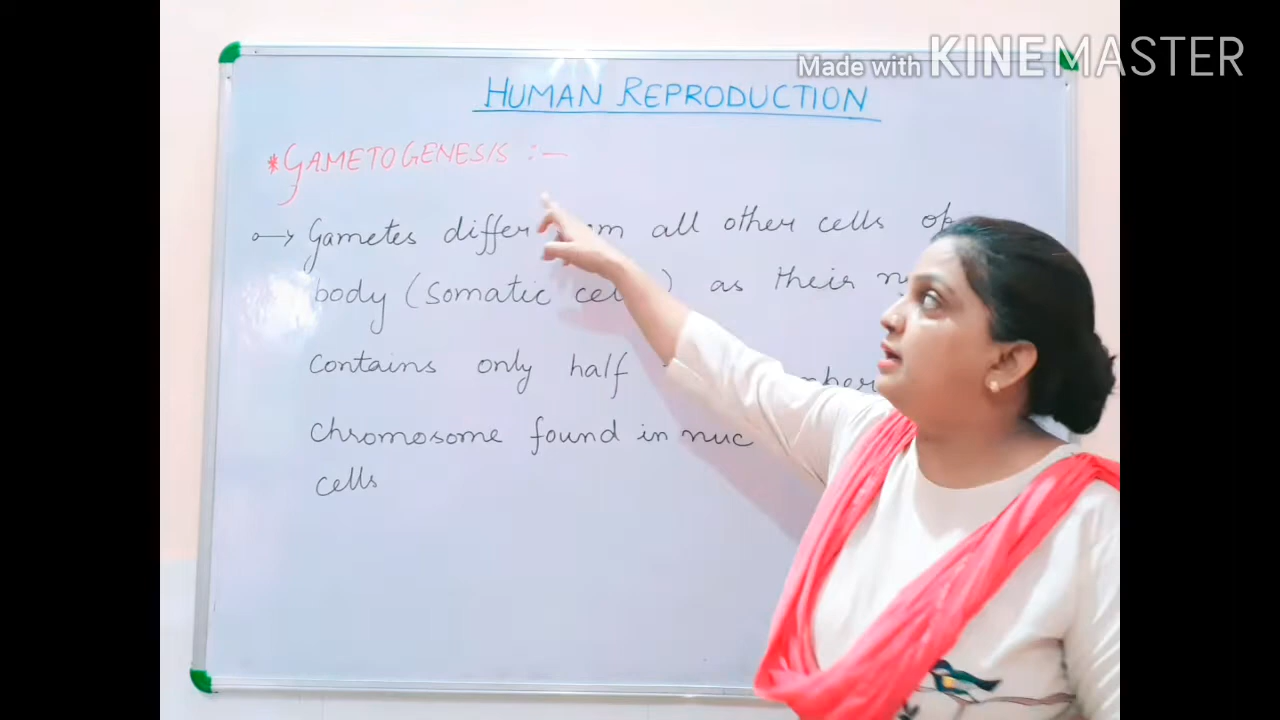 Made with KINEMASTER
HUMAN REPRODUCTION
*GAMETOGENESIS :-
Gametes differ all other cells of
body (somatic as their
contains only half
chromosome found in
cells